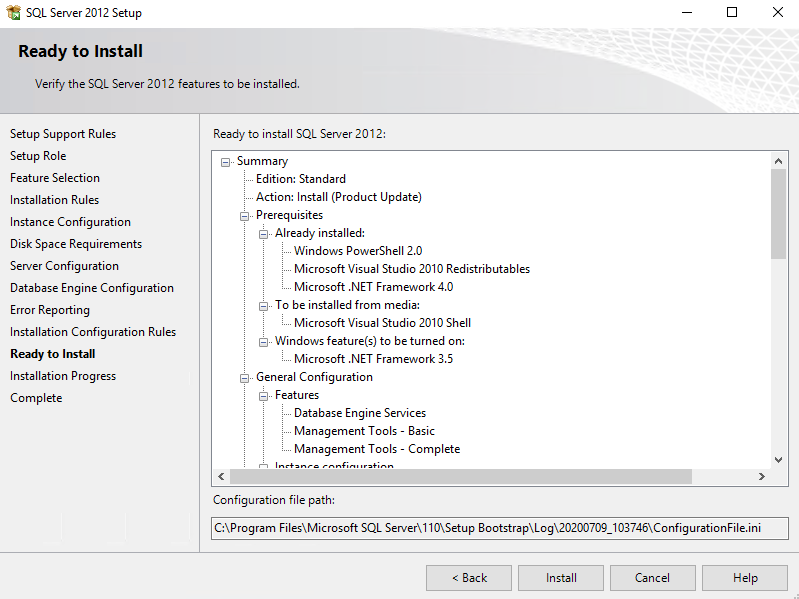 SQL Server 2012 Setup
Ready to Install
Verify the SQL Server 2012 features to be installed.
Setup Support Rules
Setup Role
Feature Selection
Installation Rules
Instance Configuration
Disk Space Requirements
Server Configuration
Database Engine Configuration
Error Reporting
Installation Configuration Rules
Ready to Install
Installation Progress
Complete
Ready to install SQL Server 2012:
Summary
Edition: Standard
Action: Install (Product Update)
Prerequisites
Already installed:
Windows PowerShell 2.0
Microsoft Visual Studio 2010 Redistributables
Microsoft .NET Framework 4.0
To be installed from media:
Microsoft Visual Studio 2010 Shell
Windows feature(s) to be turned on:
Microsoft .NET Framework 3.5
General Configuration
Features
Database Engine Services
Management Tools - Basic
Management Tools - Complete
Instance configuration
Configuration file path:
C:\Program Files\Microsoft SQL Server\110\Setup Bootstrap\Log\20200709_103746\ConfigurationFile.ini
< Back
Install
Cancel
Help